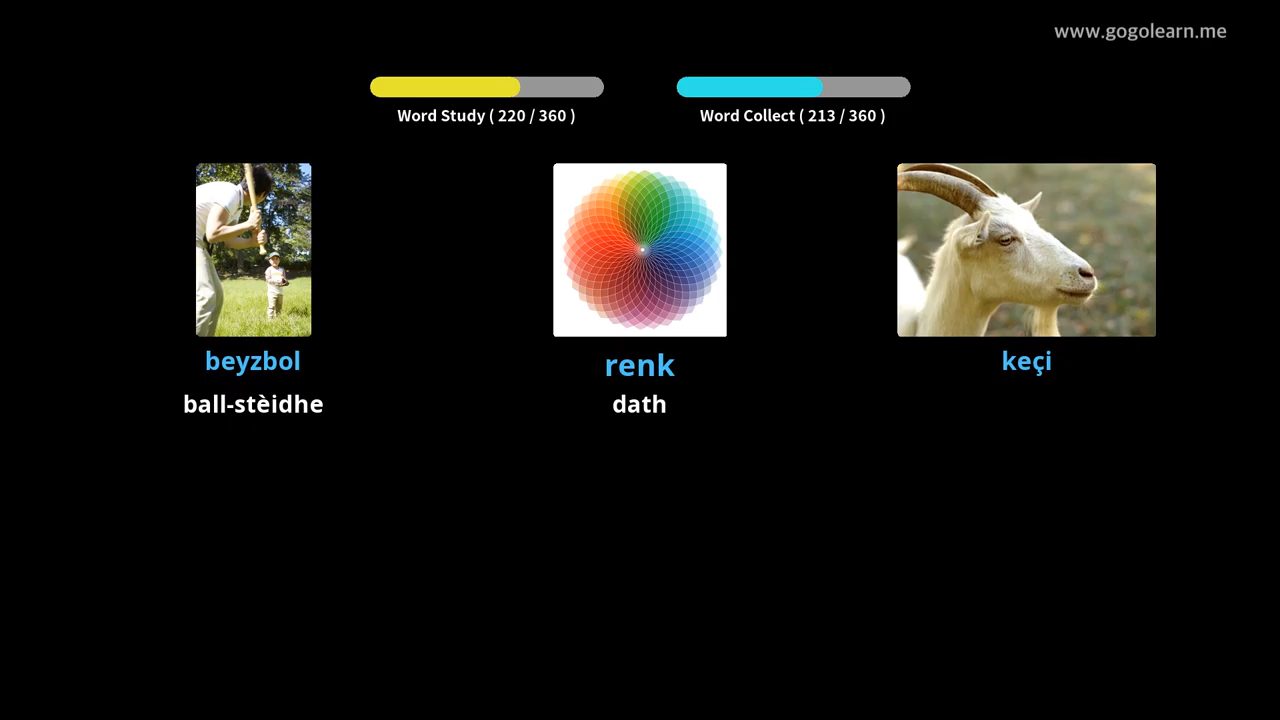 www.gogolearn.me
Word Study ( 220 / 360 )
Word Collect ( 213 / 360 )
beyzbol
renk
keçi
ball-stèidhe
dath